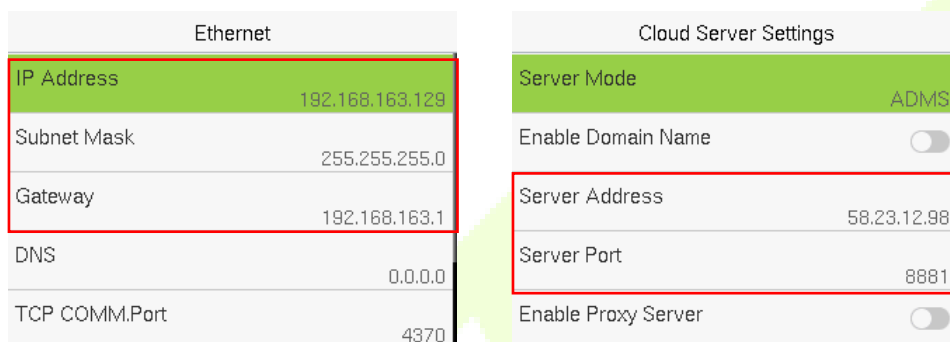 Ethernet
IP Address
192.168.163.129
Subnet Mask
255.255.255.0
Gateway
192.168.163.1
DNS
0.0.0.0
TCP COMM.Port
4370
Cloud Server Settings
Server Mode
ADMS
Enable Domain Name
Server Address
58.23.12.98
Server Port
8881
Enable Proxy Server